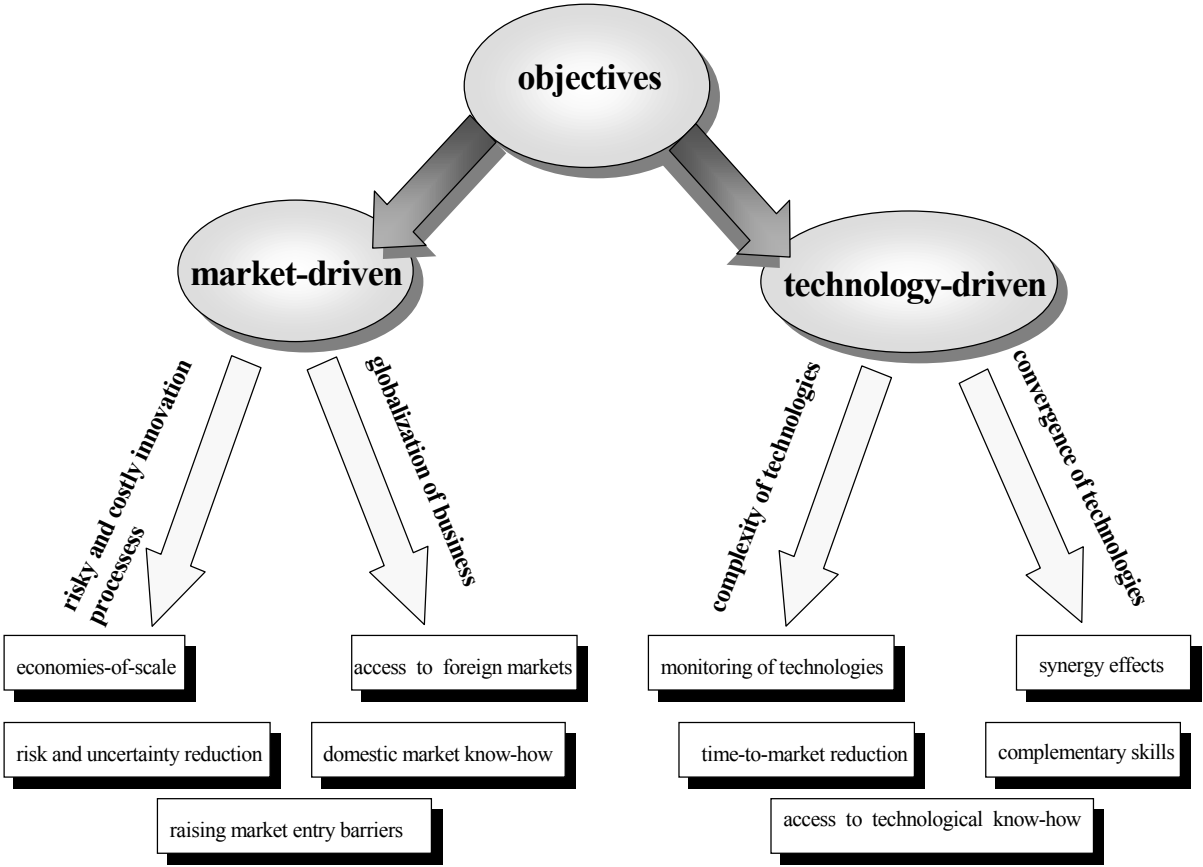 objectives
market-driven
technology-driven
risky and costly innovation
processess
globalization of business
complexity of technologies
convergence of technologies
economies-of-scale
access to foreign markets
monitoring of technologies
synergy effects
risk and uncertainty reduction
domestic market know-how
time-to-market reduction
complementary skills
raising market entry barriers
access to technological know-how